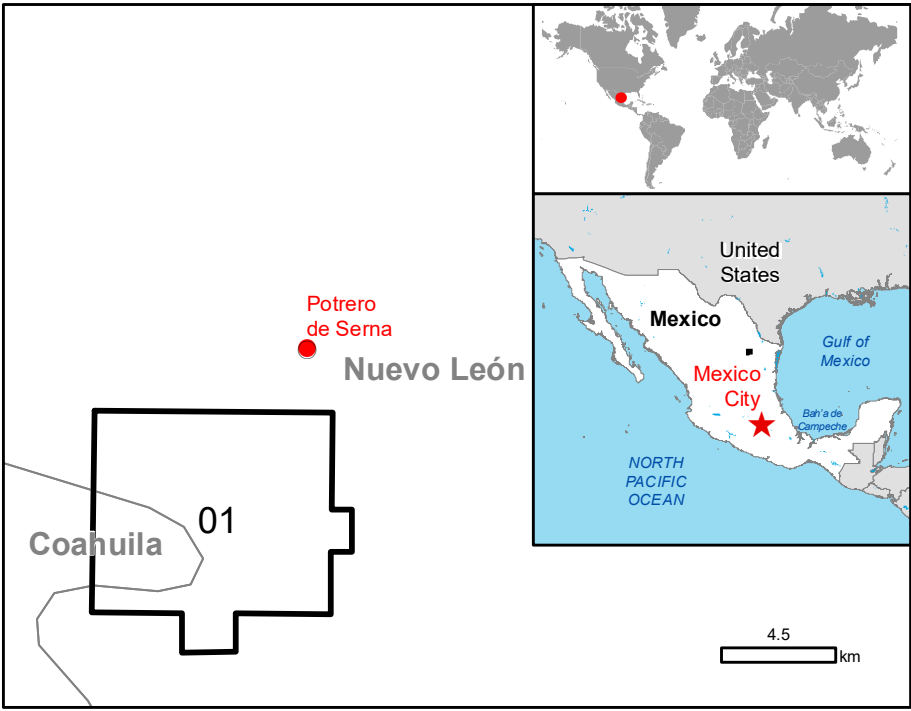 Potrero
de Serna
Nuevo León
Coahuila
01
4.5
km
United
States
Mexico
Mexico
City
Gulf of
Mexico
Bah'a de
Campeche
NORTH
PACIFIC
OCEAN